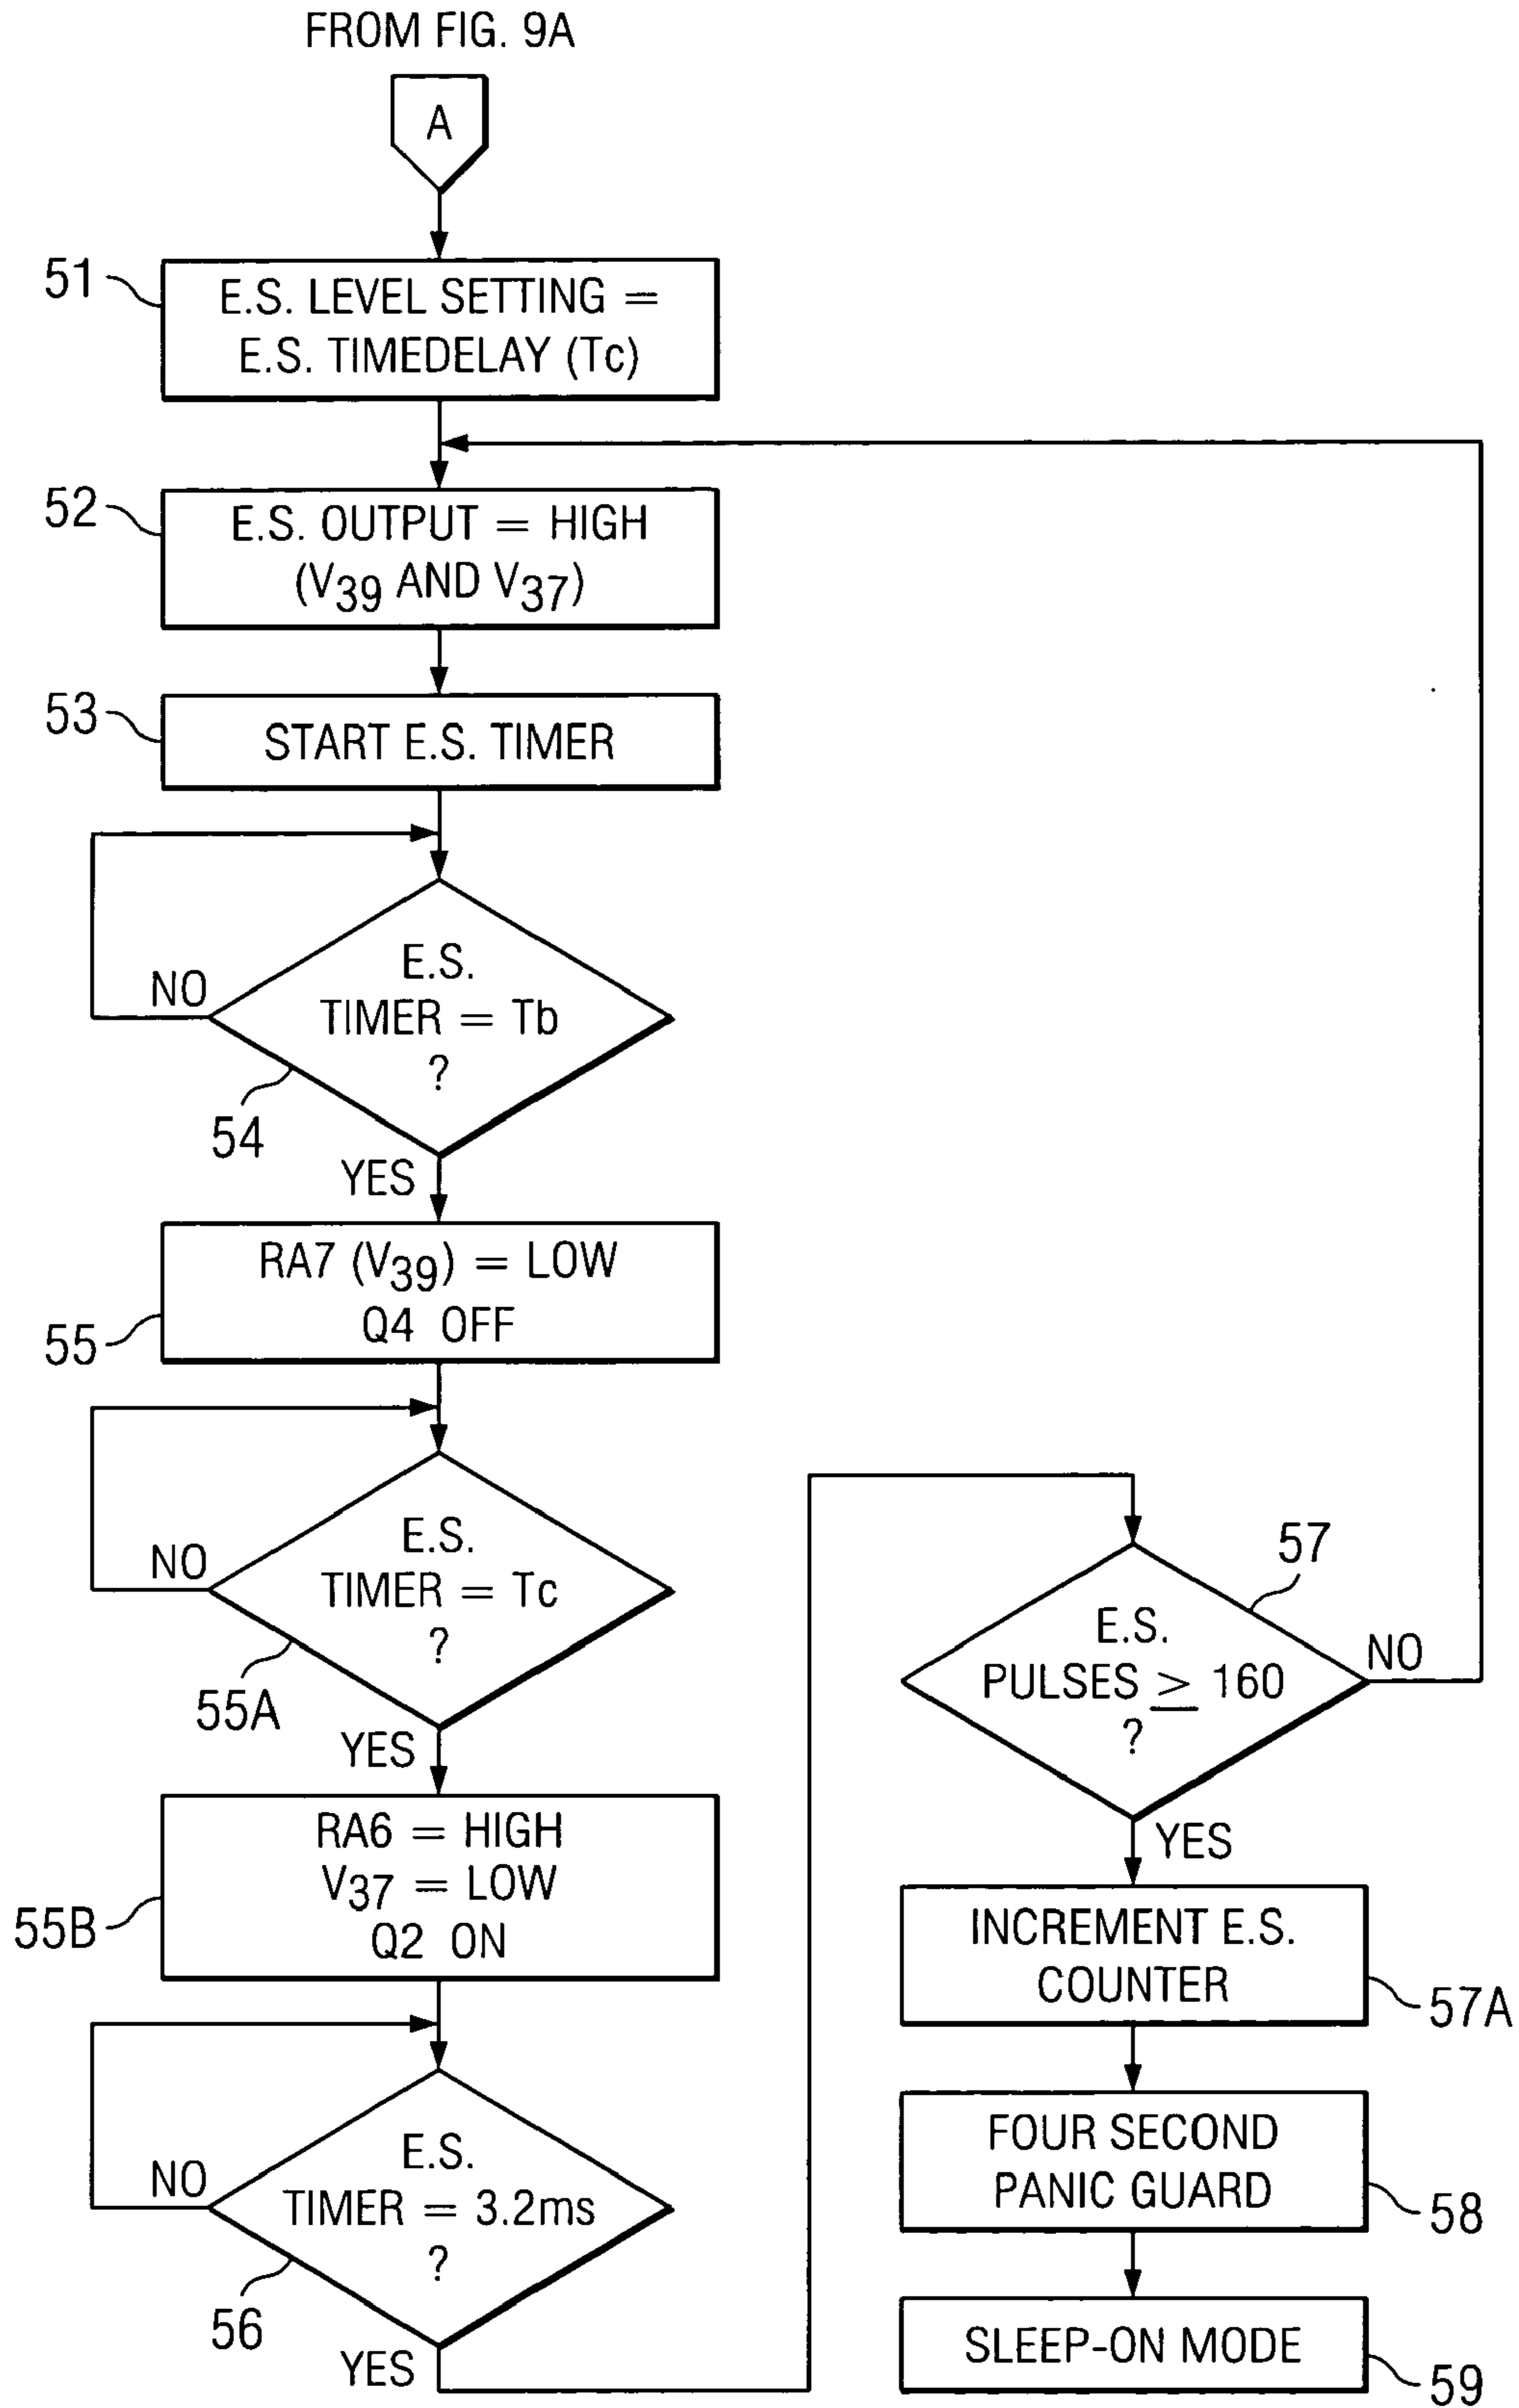 FROM FIG. 9A
A
51
E.S. LEVEL SETTING =
E.S. TIMEDELAY (Tc)
52
E.S. OUTPUT = HIGH
(V39 AND V37)
53
START E.S. TIMER
E.S.
TIMER = Tb
?
NO
54
YES
RA7 (V39) = LOW
Q4 OFF
55
E.S.
TIMER = Tc
?
NO
55A
YES
RA6 = HIGH
V37 = LOW
Q2 ON
55B
E.S.
TIMER = 3.2ms
?
NO
56
YES
57
E.S.
PULSES ≥ 160
?
NO
YES
INCREMENT E.S.
COUNTER
57A
FOUR SECOND
PANIC GUARD
58
SLEEP-ON MODE
59